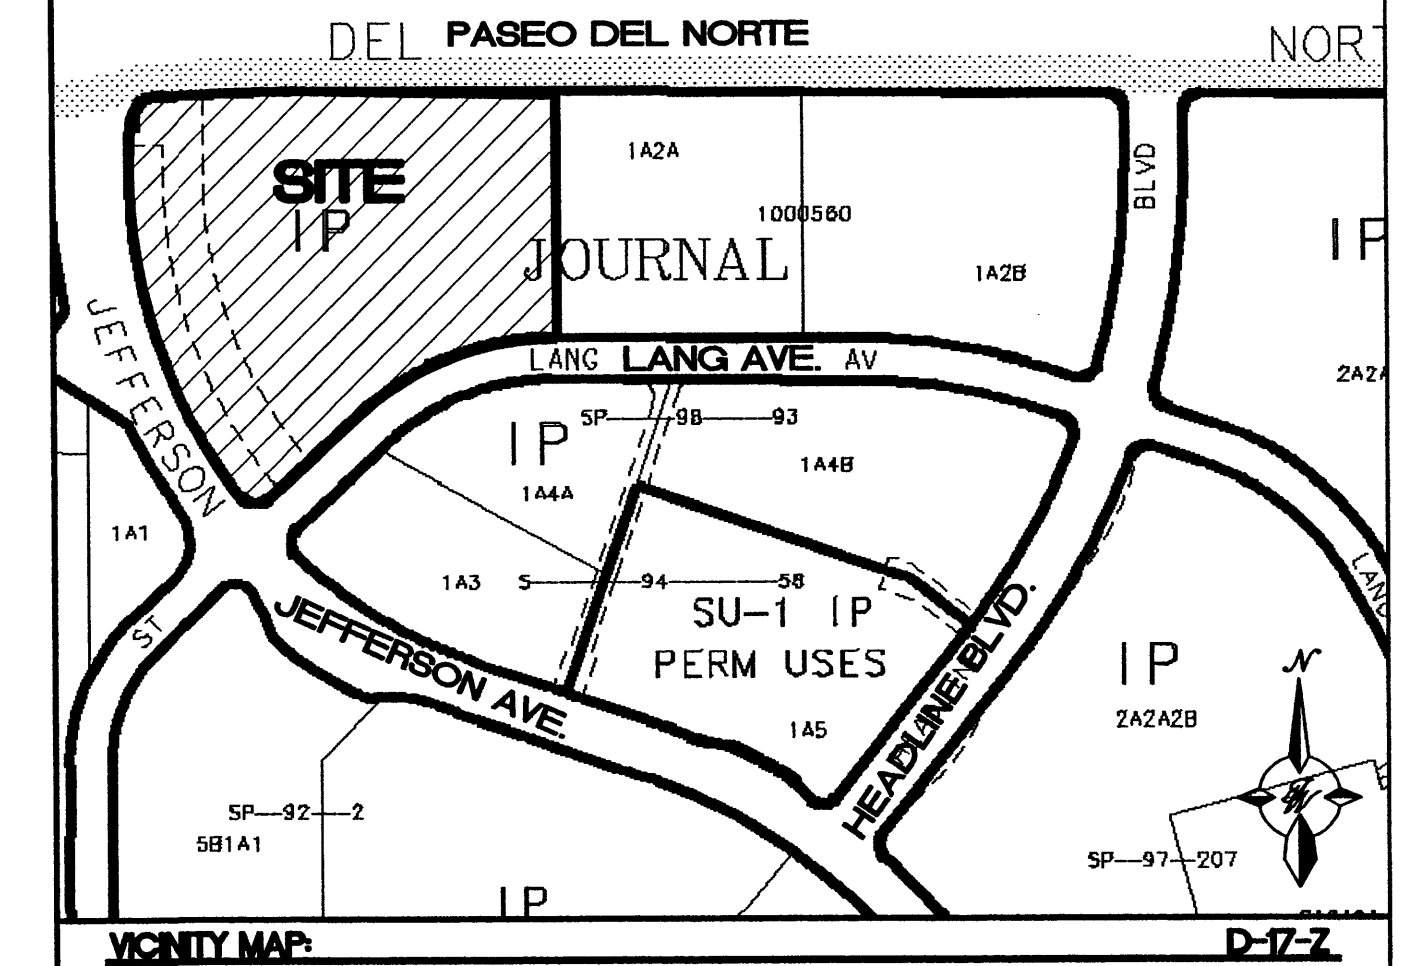 DEL PASEO DEL NORTE NORT
1A2A
BLVD
SITE
1000560
IP
IP
JOURNAL
1A2B
JEFFERSON
LANG LANG AVE. AV
2A2A
IP
SP 98 93
1A4B
1A4A
1A1
1A3
S 94 58
LANG
SU-1 IP
ST
JEFFERSON AVE.
HEADLINE BLVD.
PERM USES
IP
N
2A2A2B
1A5
SP-92-2
5B1A1
SP-97-207
IP
VICINITY MAP:
D-17-Z